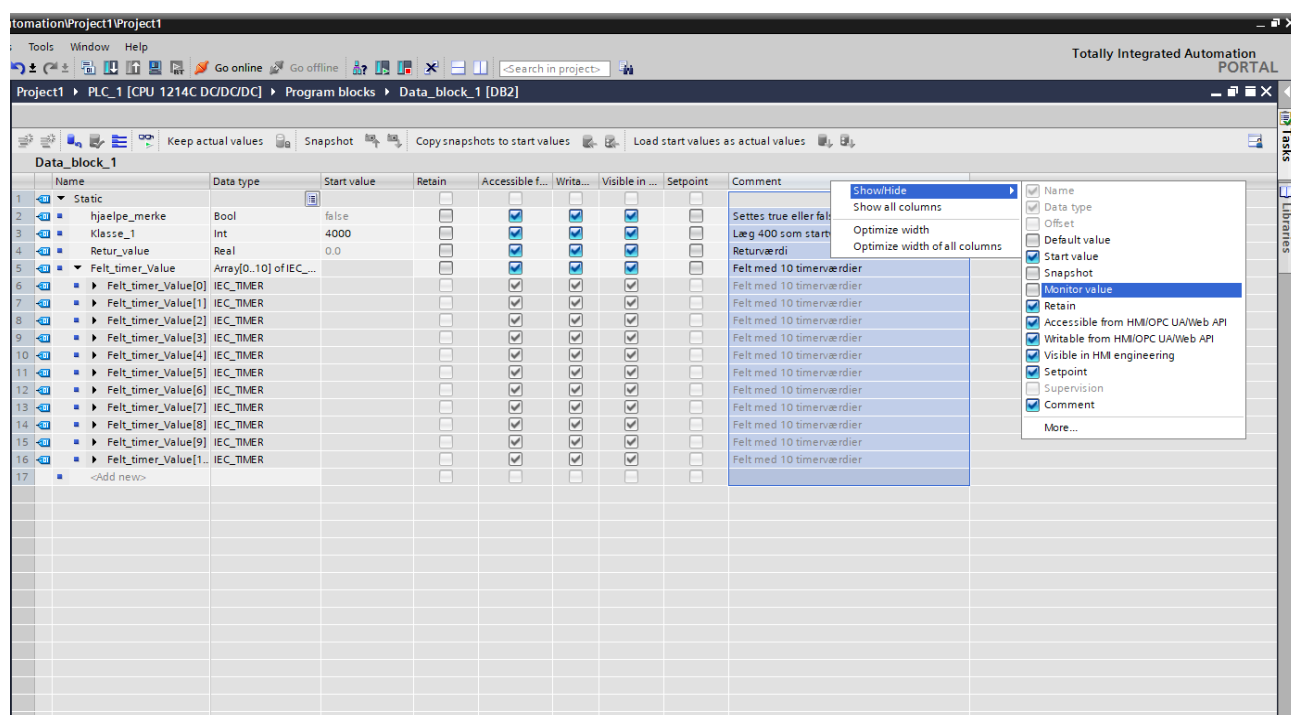 tomation\Project1\Project1
Tools Window Help
Totally Integrated Automation
PORTAL
Go online Go offline <Search in project>
Project1 PLC_1 [CPU 1214C DC/DC/DC] Program blocks Data_block_1 [DB2]
Keep actual values Snapshot Copy snapshots to start values Load start values as actual values
Tasks
Libraries
Data_block_1
Name Data type Start value Retain Accessible f... Writa... Visible in ... Setpoint Comment
1 Static
2 hjaelpe_merke Bool false Settes true eller fals
3 Klasse_1 Int 4000 Læg 400 som start
4 Retur_value Real 0.0 Returværdi
5 Felt_timer_Value Array[0..10] of IEC_... Felt med 10 timerværdier
6 Felt_timer_Value[0] IEC_TIMER Felt med 10 timerværdier
7 Felt_timer_Value[1] IEC_TIMER Felt med 10 timerværdier
8 Felt_timer_Value[2] IEC_TIMER Felt med 10 timerværdier
9 Felt_timer_Value[3] IEC_TIMER Felt med 10 timerværdier
10 Felt_timer_Value[4] IEC_TIMER Felt med 10 timerværdier
11 Felt_timer_Value[5] IEC_TIMER Felt med 10 timerværdier
12 Felt_timer_Value[6] IEC_TIMER Felt med 10 timerværdier
13 Felt_timer_Value[7] IEC_TIMER Felt med 10 timerværdier
14 Felt_timer_Value[8] IEC_TIMER Felt med 10 timerværdier
15 Felt_timer_Value[9] IEC_TIMER Felt med 10 timerværdier
16 Felt_timer_Value[1.. IEC_TIMER Felt med 10 timerværdier
17 <Add new>
Show/Hide
Show all columns
Optimize width
Optimize width of all columns
Name
Data type
Offset
Default value
Start value
Snapshot
Monitor value
Retain
Accessible from HMI/OPC UA/Web API
Writable from HMI/OPC UA/Web API
Visible in HMI engineering
Setpoint
Supervision
Comment
More...